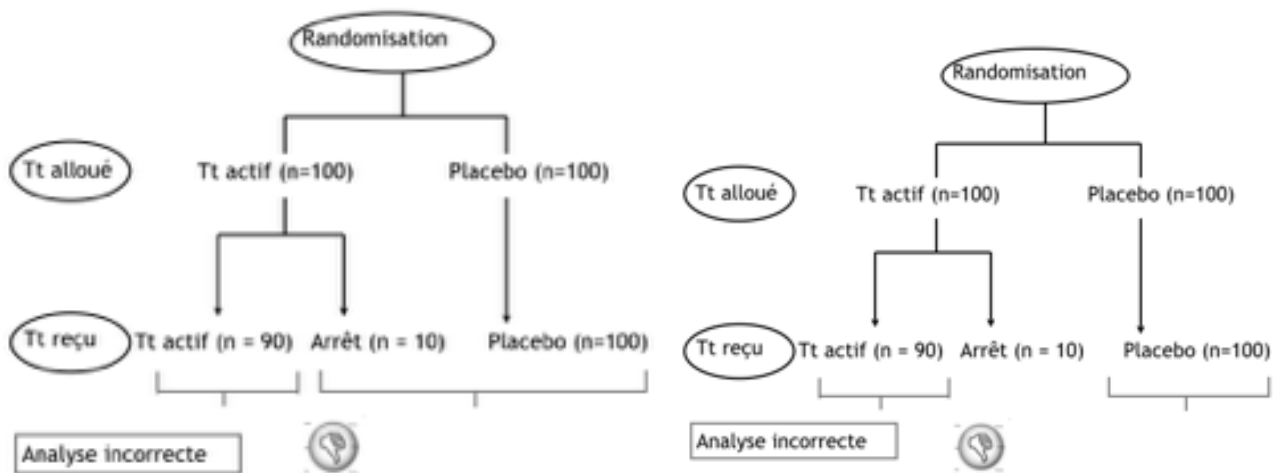 Randomisation
Tt alloué
Tt actif (n=100)
Placebo (n=100)
Tt reçu
Tt actif (n = 90)
Arrêt (n = 10)
Placebo (n=100)
Analyse incorrecte
Randomisation
Tt alloué
Tt actif (n=100)
Placebo (n=100)
Tt reçu
Tt actif (n = 90)
Arrêt (n = 10)
Placebo (n=100)
Analyse incorrecte